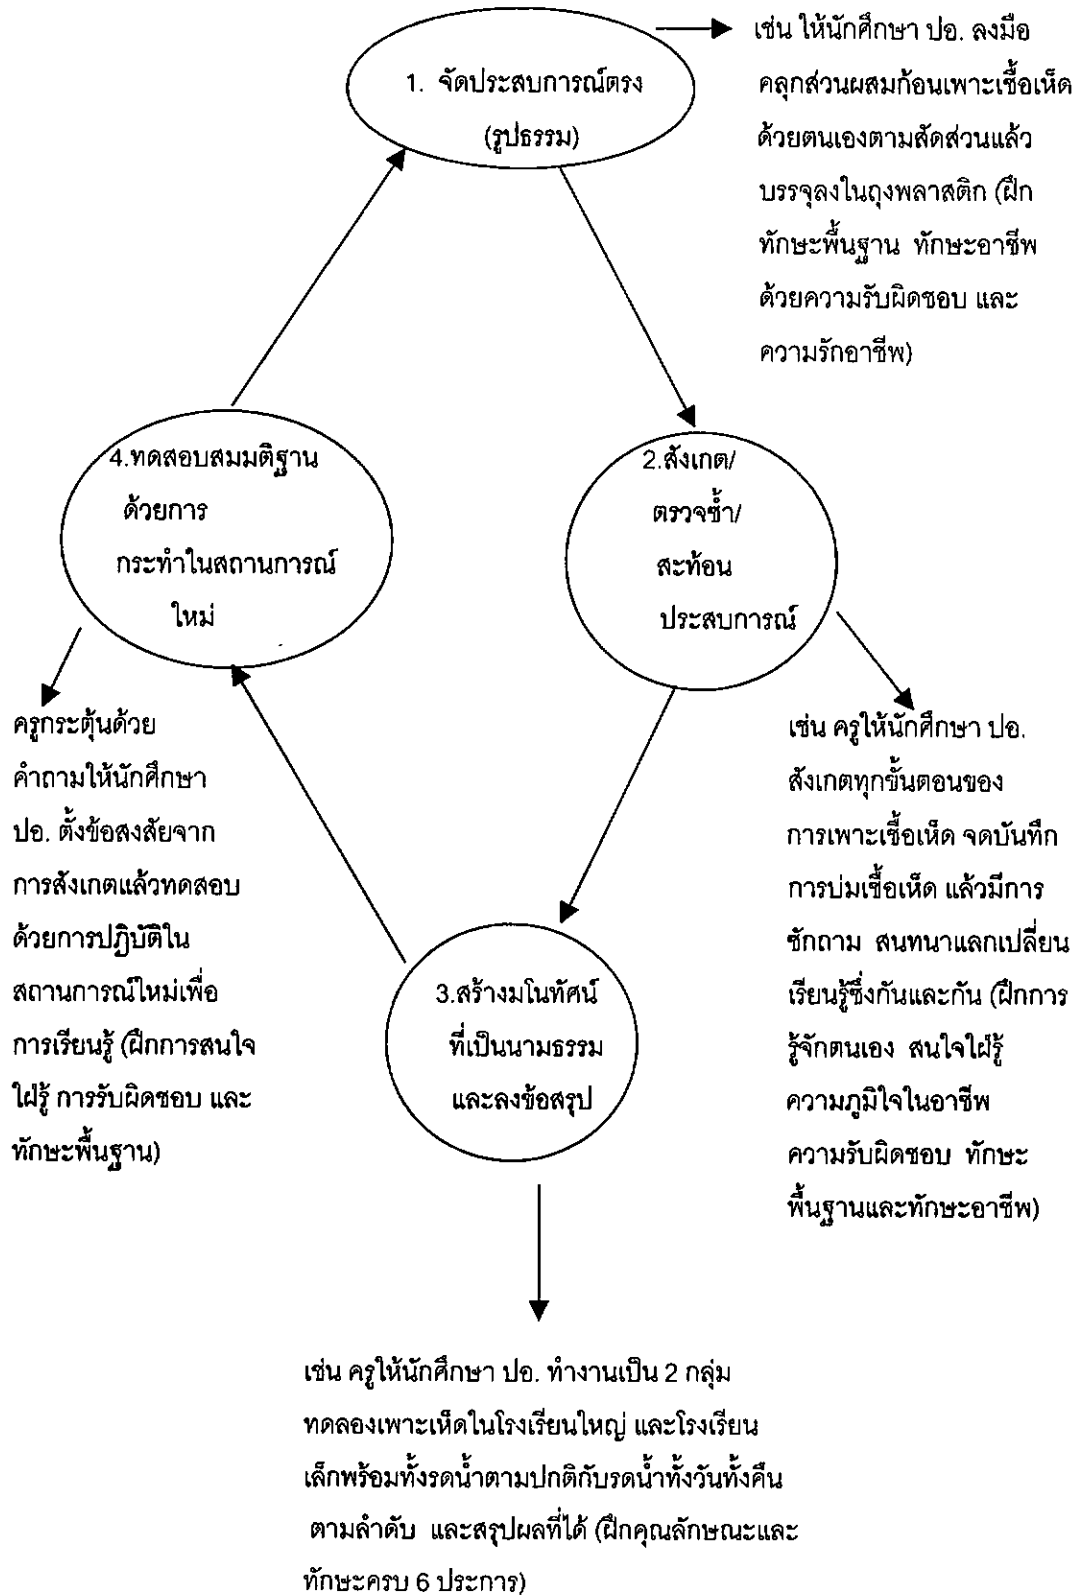 1. จัดประสบการณ์ตรง
(รูปธรรม)
เช่น ให้นักศึกษา ปอ. ลงมือ
คลุกส่วนผสมก้อนเพาะเชื้อเห็ด
ด้วยตนเองตามสัดส่วนแล้ว
บรรจุลงในถุงพลาสติก (ฝึก
ทักษะพื้นฐาน ทักษะอาชีพ
ด้วยความรับผิดชอบ และ
ความรักอาชีพ)
2.สังเกต/
ตรวจซ้ำ/
สะท้อน
ประสบการณ์
เช่น ครูให้นักศึกษา ปอ.
สังเกตทุกขั้นตอนของ
การเพาะเชื้อเห็ด จดบันทึก
การบ่มเชื้อเห็ด แล้วมีการ
ซักถาม สนทนาแลกเปลี่ยน
เรียนรู้ซึ่งกันและกัน (ฝึกการ
รู้จักตนเอง สนใจใฝ่รู้
ความภูมิใจในอาชีพ
ความรับผิดชอบ ทักษะ
พื้นฐานและทักษะอาชีพ)
3.สร้างมโนทัศน์
ที่เป็นนามธรรม
และลงข้อสรุป
เช่น ครูให้นักศึกษา ปอ. ทำงานเป็น 2 กลุ่ม
ทดลองเพาะเห็ดในโรงเรียนใหญ่ และโรงเรียน
เล็กพร้อมทั้งรดน้ำตามปกติกับรดน้ำทั้งวันทั้งคืน
ตามลำดับ และสรุปผลที่ได้ (ฝึกคุณลักษณะและ
ทักษะครบ 6 ประการ)
4.ทดสอบสมมติฐาน
ด้วยการ
กระทำในสถานการณ์
ใหม่
ครูกระตุ้นด้วย
คำถามให้นักศึกษา
ปอ. ตั้งข้อสงสัยจาก
การสังเกตแล้วทดสอบ
ด้วยการปฏิบัติใน
สถานการณ์ใหม่เพื่อ
การเรียนรู้ (ฝึกการสนใจ
ใฝ่รู้ การรับผิดชอบ และ
ทักษะพื้นฐาน)